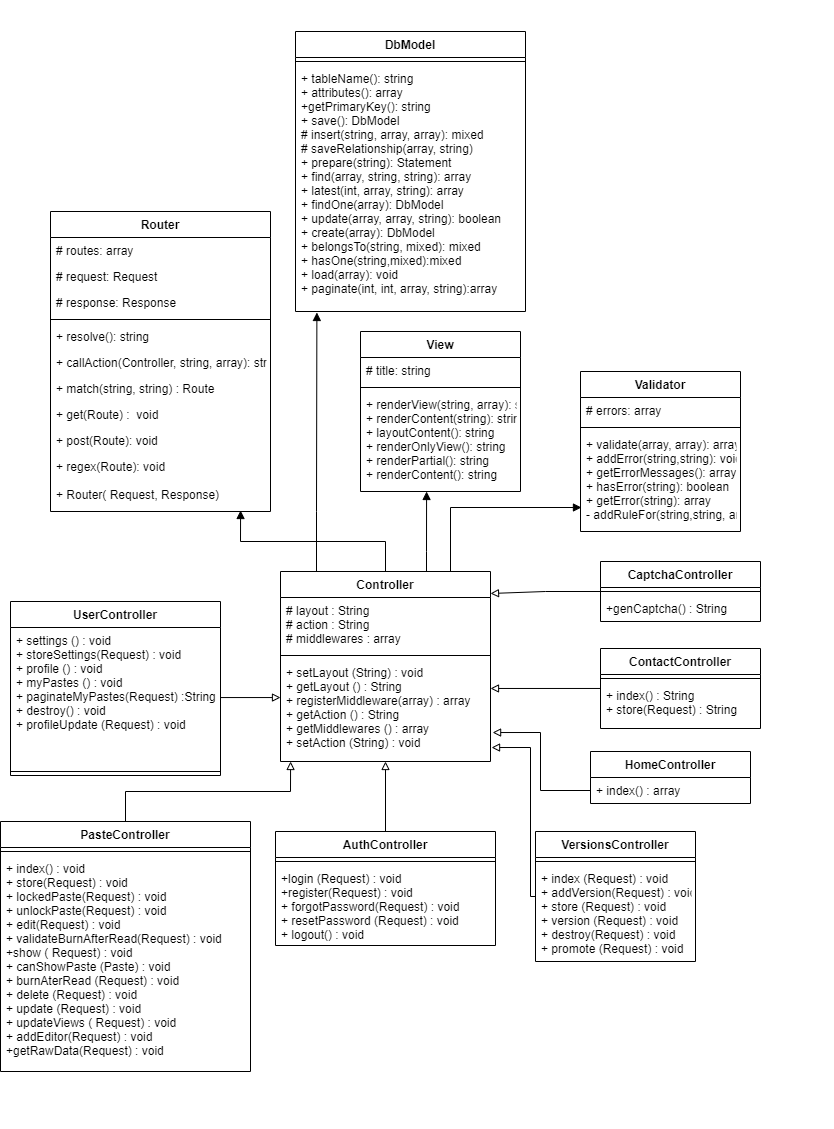 DbModel
+ tableName(): string
+ attributes(): array
+getPrimaryKey(): string
+ save(): DbModel
# insert(string, array, array): mixed
# saveRelationship(array, string)
+ prepare(string): Statement
+ find(array, string, string): array
+ latest(int, array, string): array
+ findOne(array): DbModel
+ update(array, array, string): boolean
+ create(array): DbModel
+ belongsTo(string, mixed): mixed
+ hasOne(string,mixed):mixed
+ load(array): void
+ paginate(int, int, array, string):array
Router
# routes: array
# request: Request
# response: Response
+ resolve(): string
+ callAction(Controller, string, array): str
+ match(string, string) : Route
+ get(Route) : void
+ post(Route): void
+ regex(Route): void
+ Router( Request, Response)
View
# title: string
+ renderView(string, array):
+ renderContent(string): strin
+ layoutContent(): string
+ renderOnlyView(): string
+ renderPartial(): string
+ renderContent(): string
Validator
# errors: array
+ validate(array, array): array
+ addError(string,string): void
+ getErrorMessages(): array
+ hasError(string): boolean
+ getError(string): array
- addRuleFor(string,string, a
Controller
# layout : String
# action : String
# middlewares : array
+ setLayout (String) : void
+ getLayout () : String
+ registerMiddleware(array) : array
+ getAction () : String
+ getMiddlewares () : array
+ setAction (String) : void
CaptchaController
+genCaptcha() : String
UserController
+ settings () : void
+ storeSettings(Request) : void
+ profile () : void
+ myPastes () : void
+ paginateMyPastes(Request) :String
+ destroy() : void
+ profileUpdate (Request) : void
ContactController
+ index() : String
+ store(Request) : String
HomeController
+ index() : array
PasteController
+ index() : void
+ store(Request) : void
+ lockedPaste(Request) : void
+ unlockPaste(Request) : void
+ edit(Request) : void
+ validateBurnAfterRead(Request) : void
+show ( Request) : void
+ canShowPaste (Paste) : void
+ burnAterRead (Request) : void
+ delete (Request) : void
+ update (Request) : void
+ updateViews ( Request) : void
+ addEditor(Request) : void
+getRawData(Request) : void
AuthController
+login (Request) : void
+register(Request) : void
+ forgotPassword(Request) : void
+ resetPassword (Request) : void
+ logout() : void
VersionsController
+ index (Request) : void
+ addVersion(Request) : void
+ store (Request) : void
+ version (Request) : void
+ destroy(Request) : void
+ promote (Request) : void